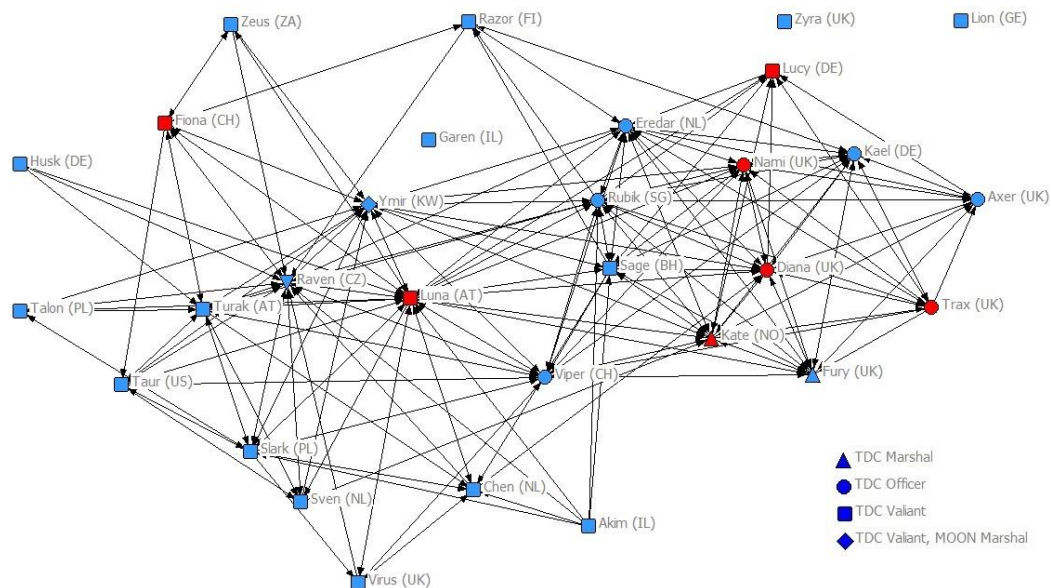 Zeus (ZA)
Razor (FI)
Zyra (UK)
Lion (GE)
Lucy (DE)
Fiona (CH)
Eredar (NL)
Garen (IL)
Husk (DE)
Nami (UK)
Kael (DE)
Ymir (KW)
Rubik (SG)
Axer (UK)
Sage (BH)
Diana (UK)
Raven (CZ)
Luna (AT)
Talon (PL)
Turak (AT)
Trax (UK)
Kate (NO)
Taur (US)
Viper (CH)
Fury (UK)
Slark (PL)
TDC Marshal
TDC Officer
Chen (NL)
Sven (NL)
TDC Valiant
Akim (IL)
TDC Valiant, MOON Marshal
Virus (UK)